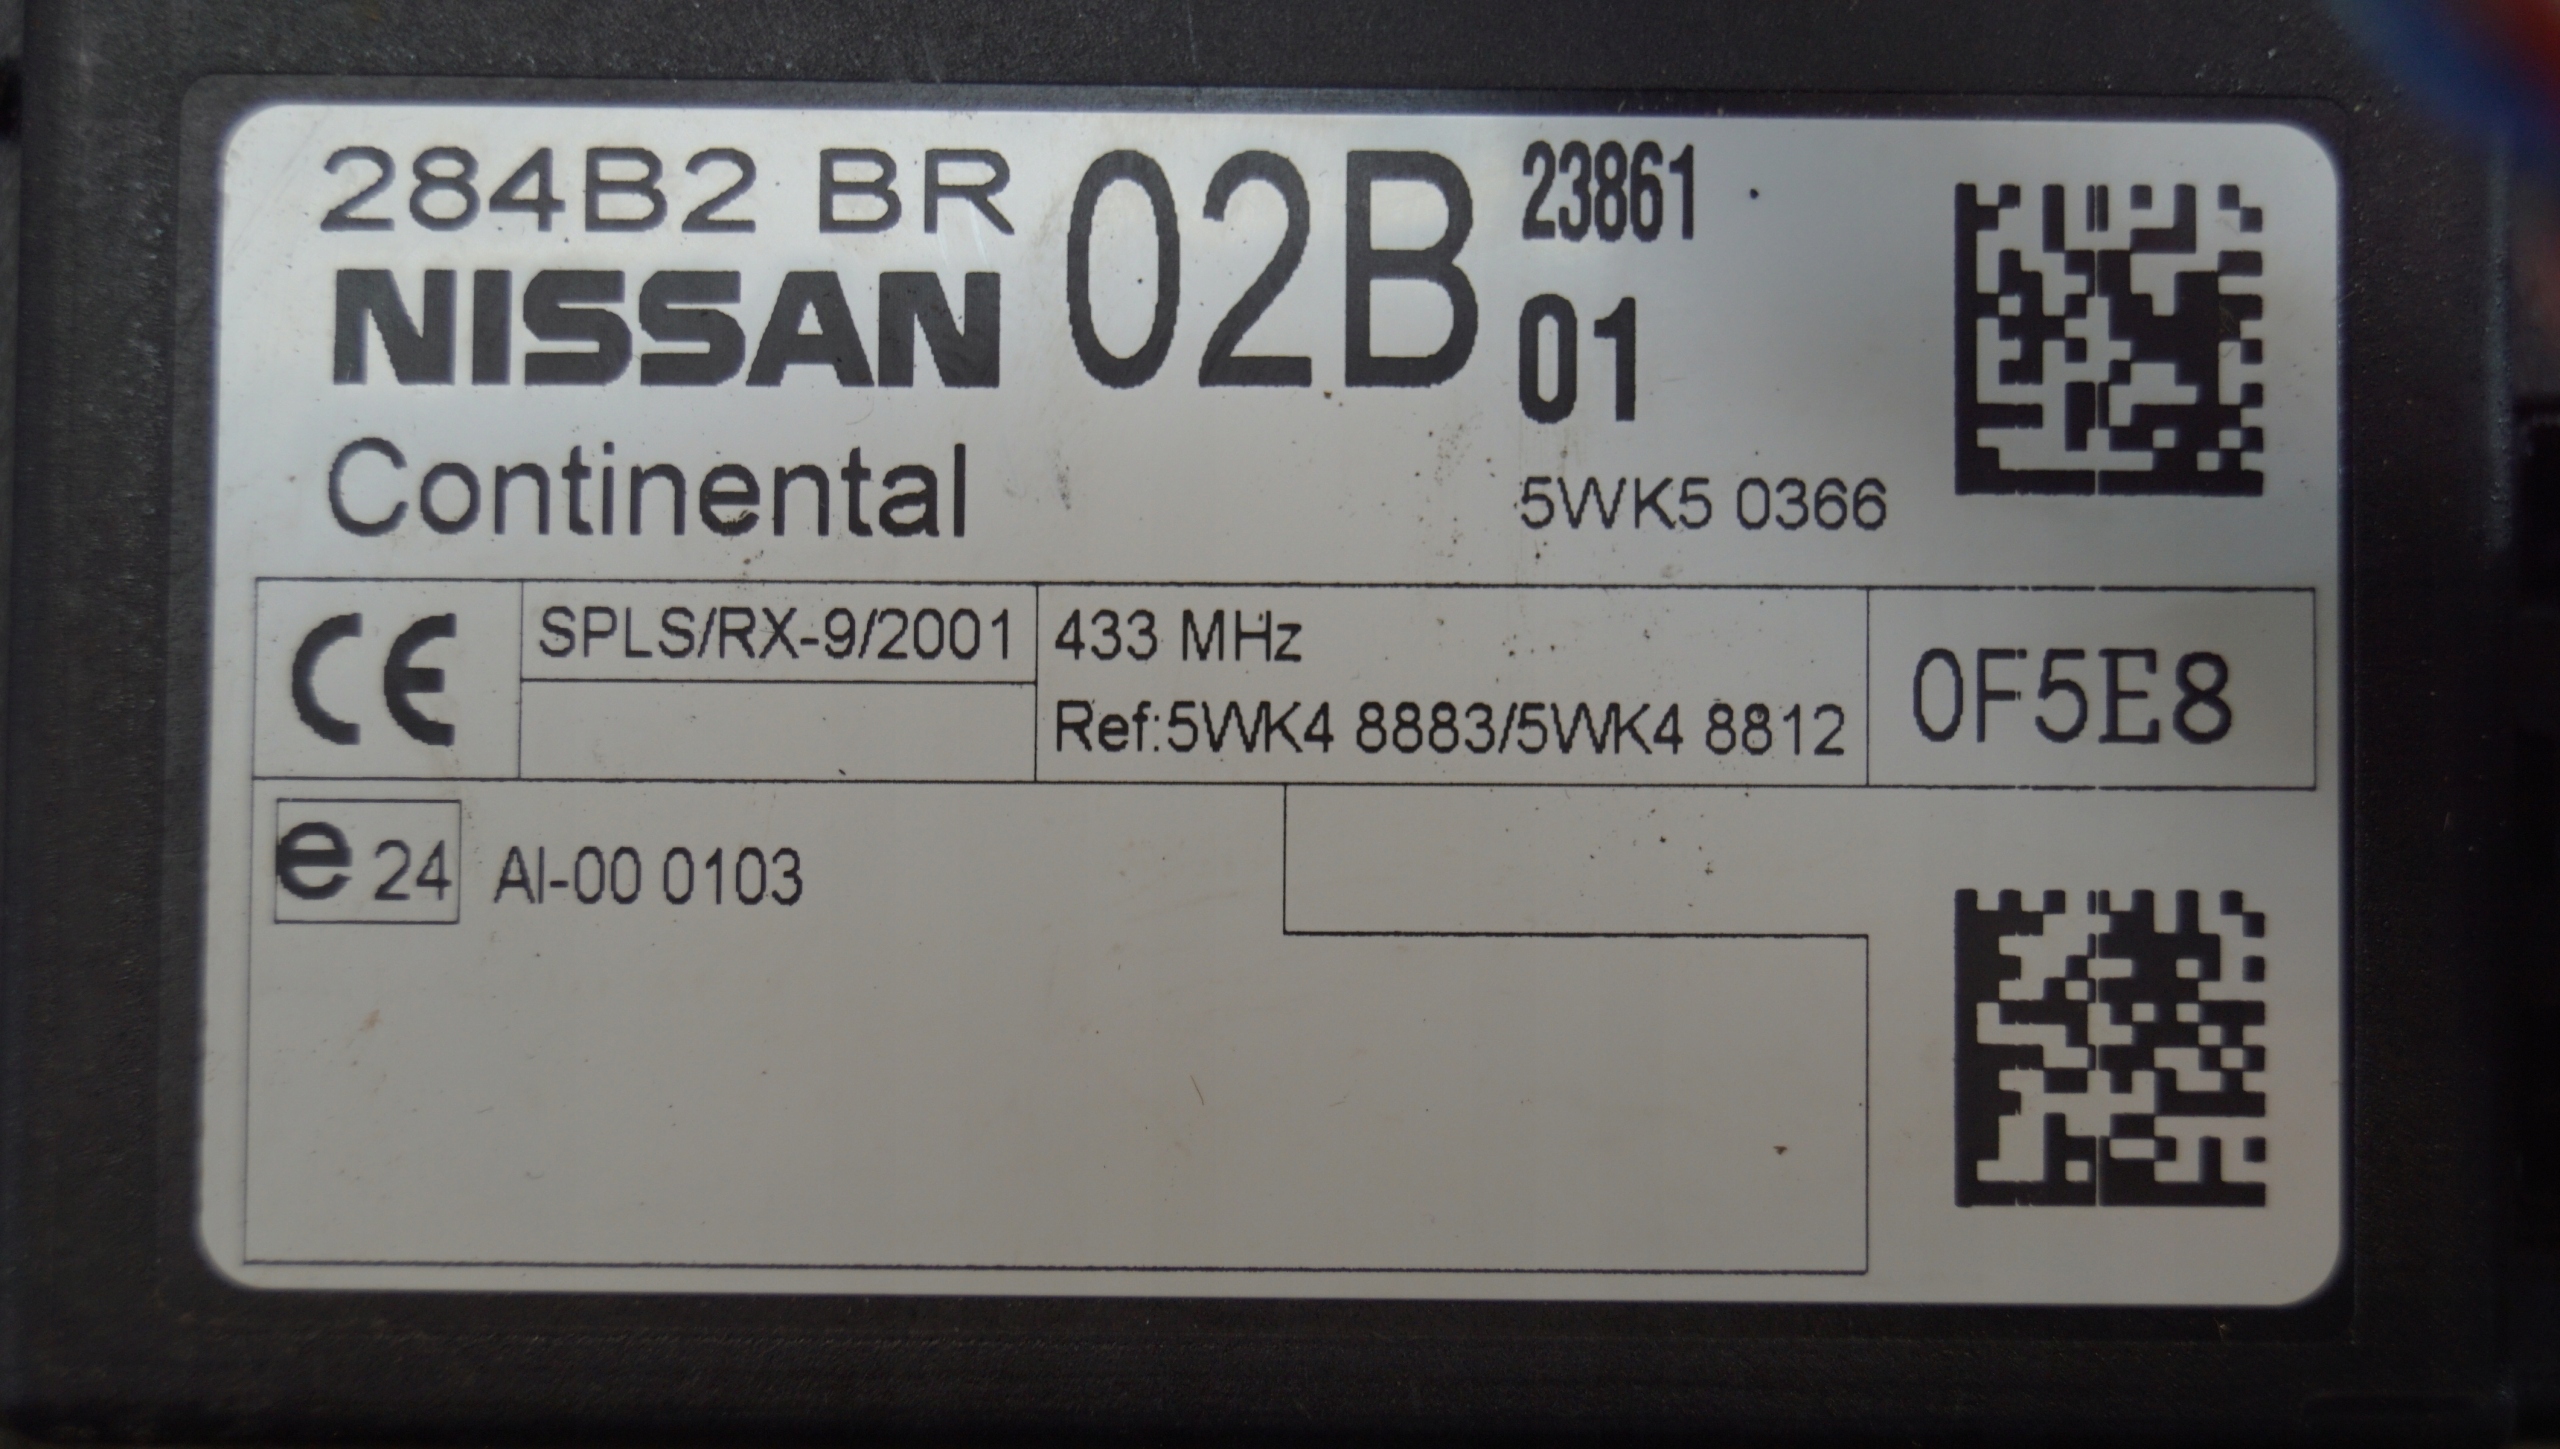 284B2 BR 02B 23861
NISSAN 01
Continental 5WK5 0366
CE SPLS/RX-9/2001 433 MHz 0F5E8
Ref:5WK4 8883/5WK4 8812
e 24 AI-00 0103